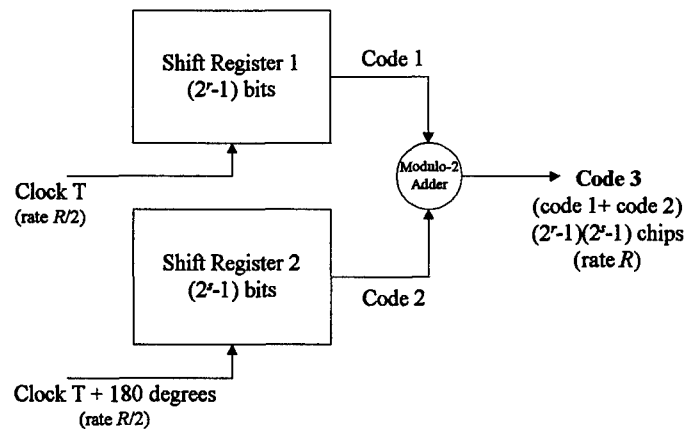 Shift Register 1
(2ʳ-1) bits
Code 1
Clock T
(rate R/2)
Modulo-2
Adder
Code 3
(code 1+ code 2)
(2ʳ-1)(2ˢ-1) chips
(rate R)
Shift Register 2
(2ˢ-1) bits
Code 2
Clock T + 180 degrees
(rate R/2)